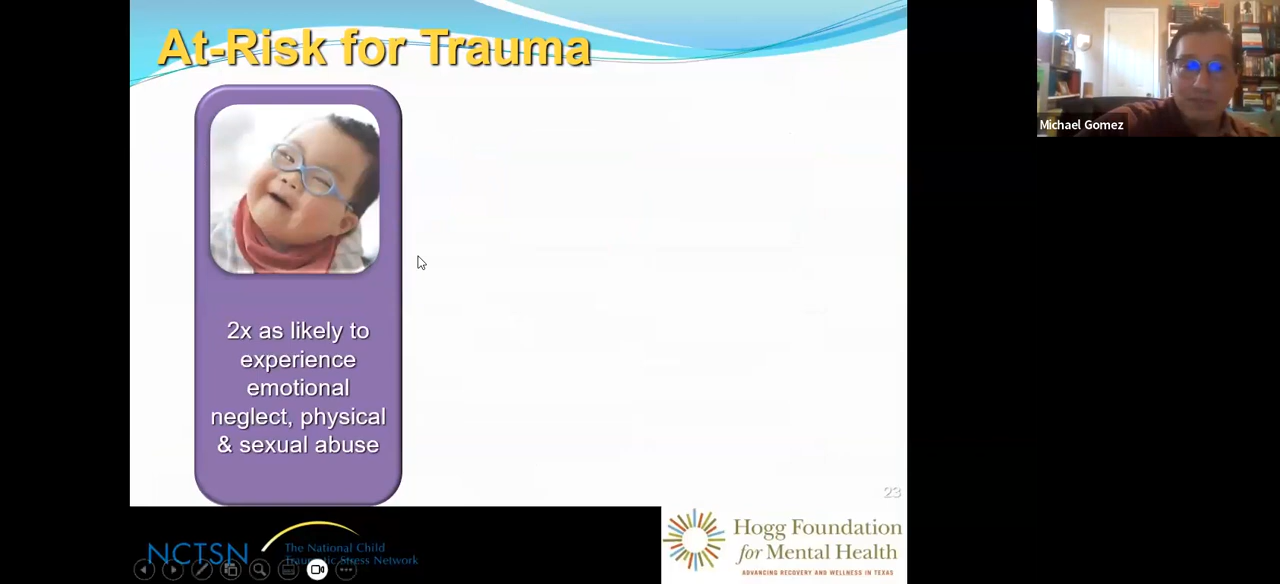 At-Risk for Trauma
Michael Gomez
2x as likely to
experience
emotional
neglect, physical
& sexual abuse
23
NCTSN
The National Child
Traumatic Stress Network
Hogg Foundation
for Mental Health
ADVANCING RECOVERY AND WELLNESS IN TEXAS